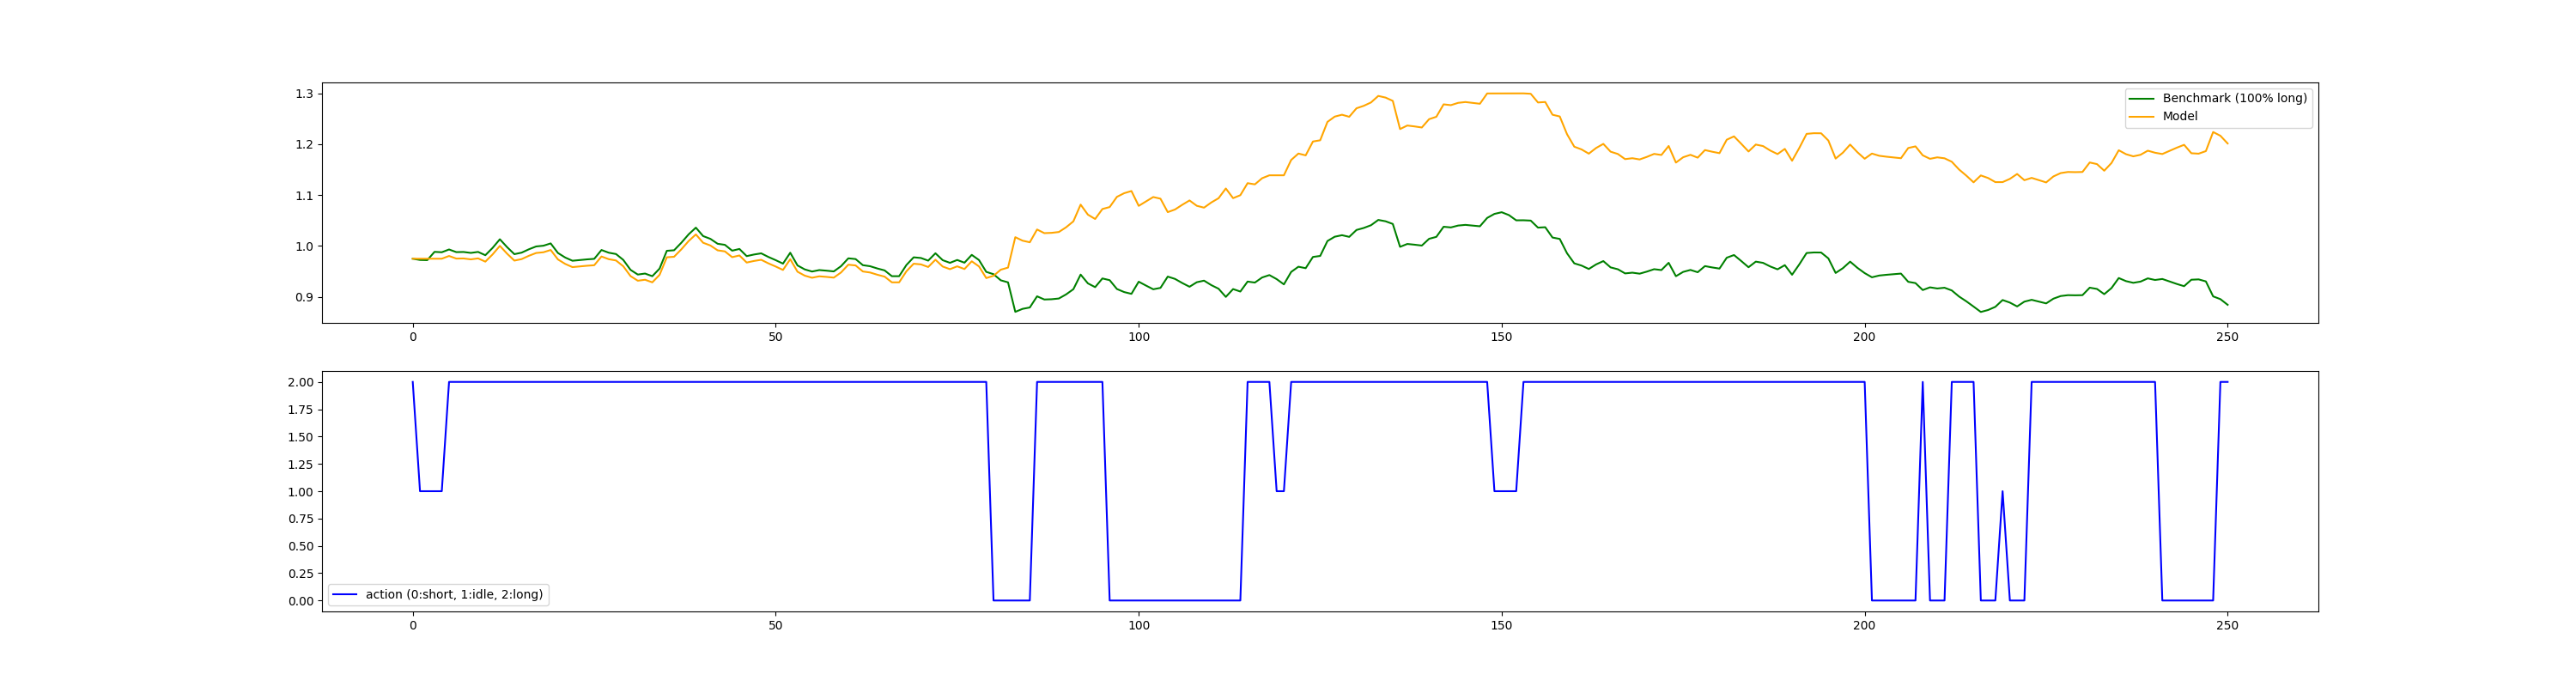 1.3
1.2
1.1
1.0
0.9
Benchmark (100% long)
Model
0 50 100 150 200 250
2.00
1.75
1.50
1.25
1.00
0.75
0.50
0.25
0.00
action (0:short, 1:idle, 2:long)
0 50 100 150 200 250